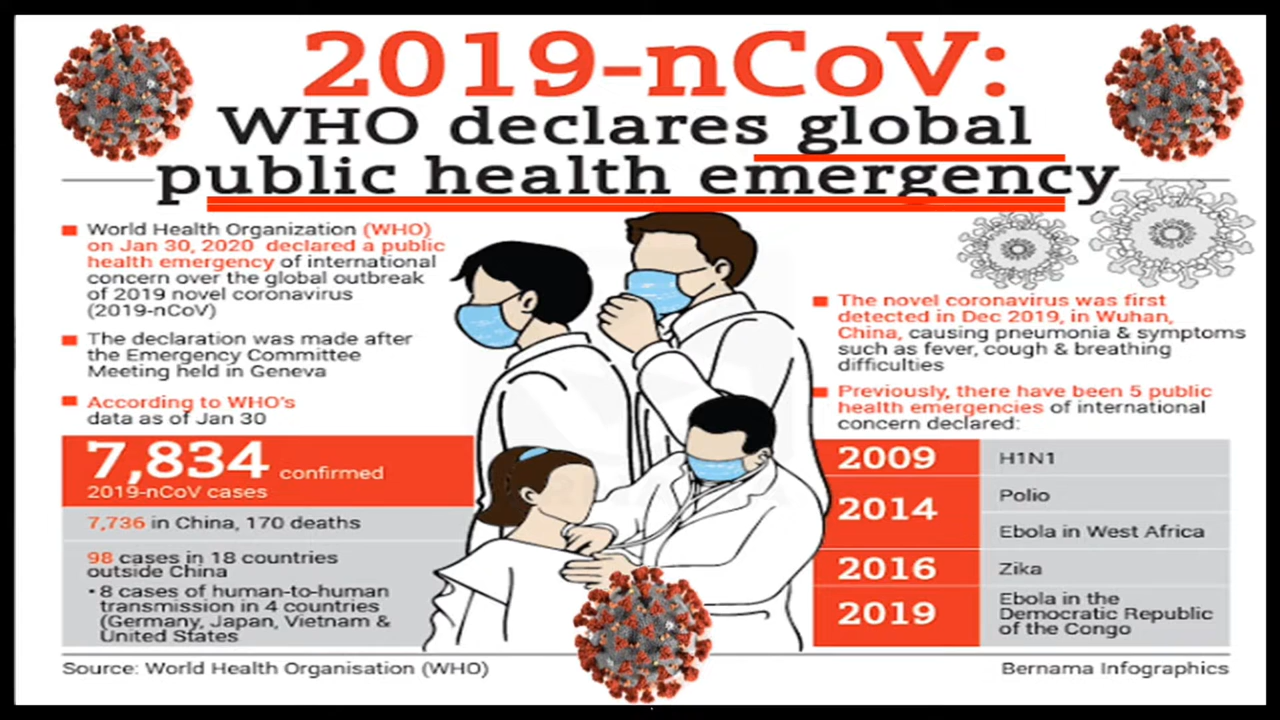 2019-nCoV:
WHO declares global
public health emergency
World Health Organization (WHO)
on Jan 30, 2020 declared a public
health emergency of international
concern over the global outbreak
of 2019 novel coronavirus
(2019-nCoV)
The declaration was made after
the Emergency Committee
Meeting held in Geneva
According to WHO's
data as of Jan 30
7,834 confirmed
2019-nCoV cases
7,736 in China, 170 deaths
98 cases in 18 countries
outside China
• 8 cases of human-to-human
transmission in 4 countries
(Germany, Japan, Vietnam &
United States
The novel coronavirus was first
detected in Dec 2019, in Wuhan,
China, causing pneumonia & symptoms
such as fever, cough & breathing
difficulties
Previously, there have been 5 public
health emergencies of international
concern declared:
2009 H1N1
2014 Polio
Ebola in West Africa
2016 Zika
2019 Ebola in the
Democratic Republic
of the Congo
Source: World Health Organisation (WHO)
Bernama Infographics